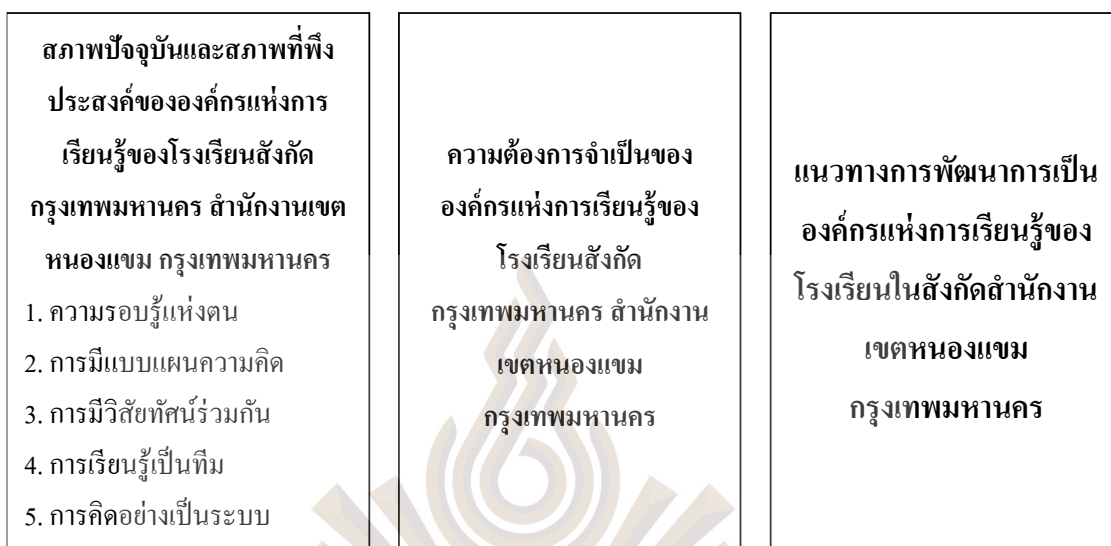 สภาพปัจจุบันและสภาพที่พึง
ประสงค์ขององค์กรแห่งการ
เรียนรู้ของโรงเรียนสังกัด
กรุงเทพมหานคร สำนักงานเขต
หนองแขม กรุงเทพมหานคร
1. ความรอบรู้แห่งตน
2. การมีแบบแผนความคิด
3. การมีวิสัยทัศน์ร่วมกัน
4. การเรียนรู้เป็นทีม
5. การคิดอย่างเป็นระบบ
ความต้องการจำเป็นของ
องค์กรแห่งการเรียนรู้ของ
โรงเรียนสังกัด
กรุงเทพมหานคร สำนักงาน
เขตหนองแขม
กรุงเทพมหานคร
แนวทางการพัฒนาการเป็น
องค์กรแห่งการเรียนรู้ของ
โรงเรียนในสังกัดสำนักงาน
เขตหนองแขม
กรุงเทพมหานคร